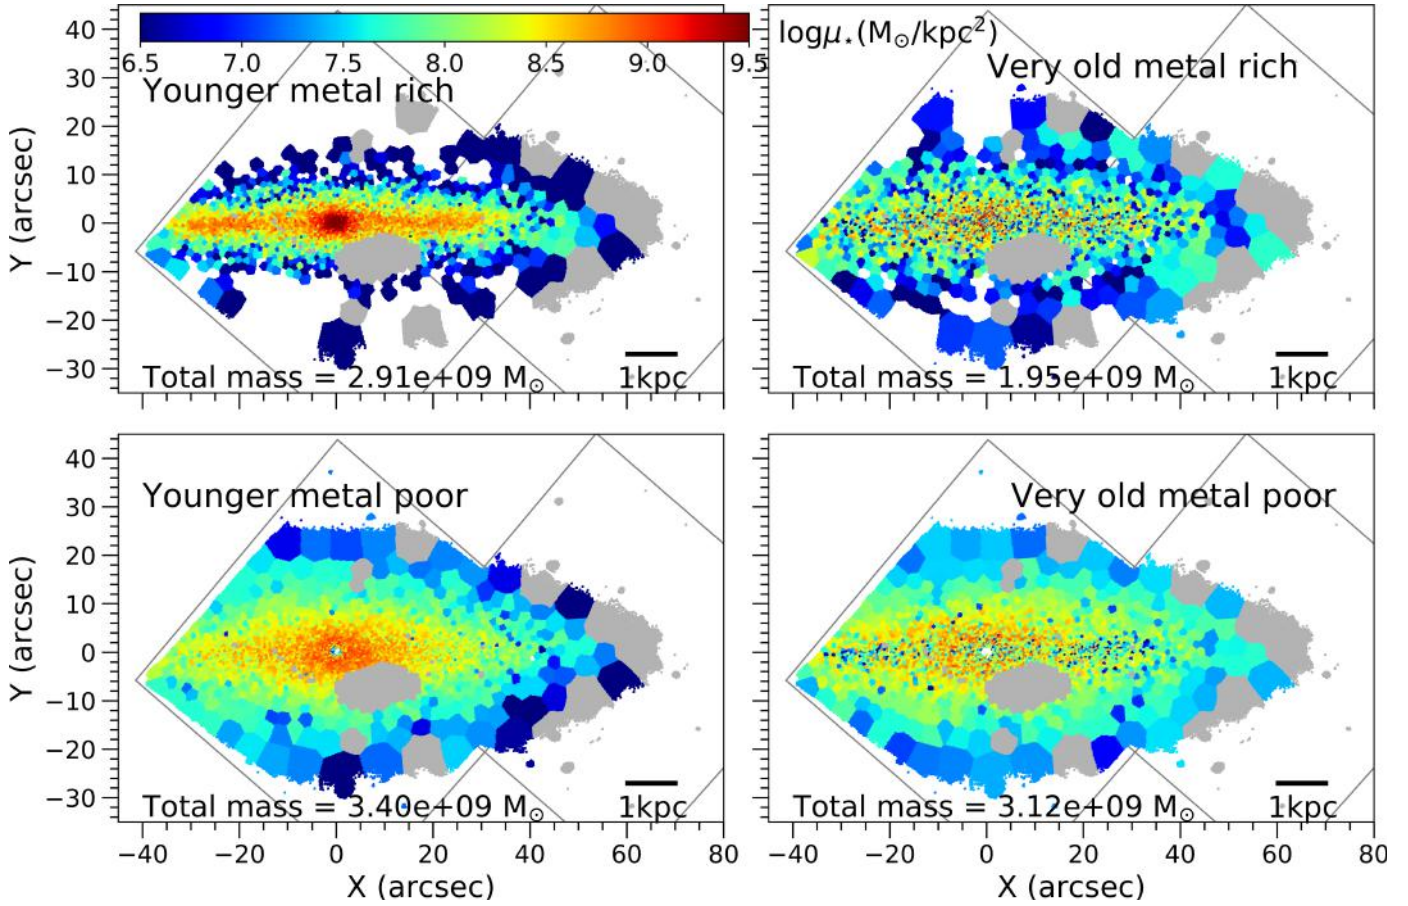 40
30
20
10
0
−10
−20
−30
Y (arcsec)
6.5 7.0 7.5 8.0 8.5 9.0 9.5
Younger metal rich
Total mass = 2.91e+09 M☉
1kpc
logμ⋆(M☉/kpc²)
Very old metal rich
Total mass = 1.95e+09 M☉
1kpc
40
30
20
10
0
−10
−20
−30
Y (arcsec)
Younger metal poor
Total mass = 3.40e+09 M☉
1kpc
−40 −20 0 20 40 60 80
X (arcsec)
Very old metal poor
Total mass = 3.12e+09 M☉
1kpc
−40 −20 0 20 40 60 80
X (arcsec)